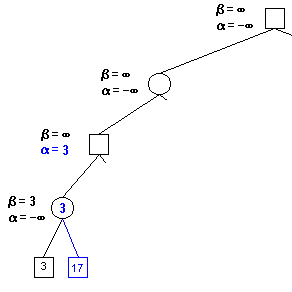 β = ∞
α = −∞
β = ∞
α = −∞
β = ∞
α = 3
β = 3
α = −∞
3
3
17